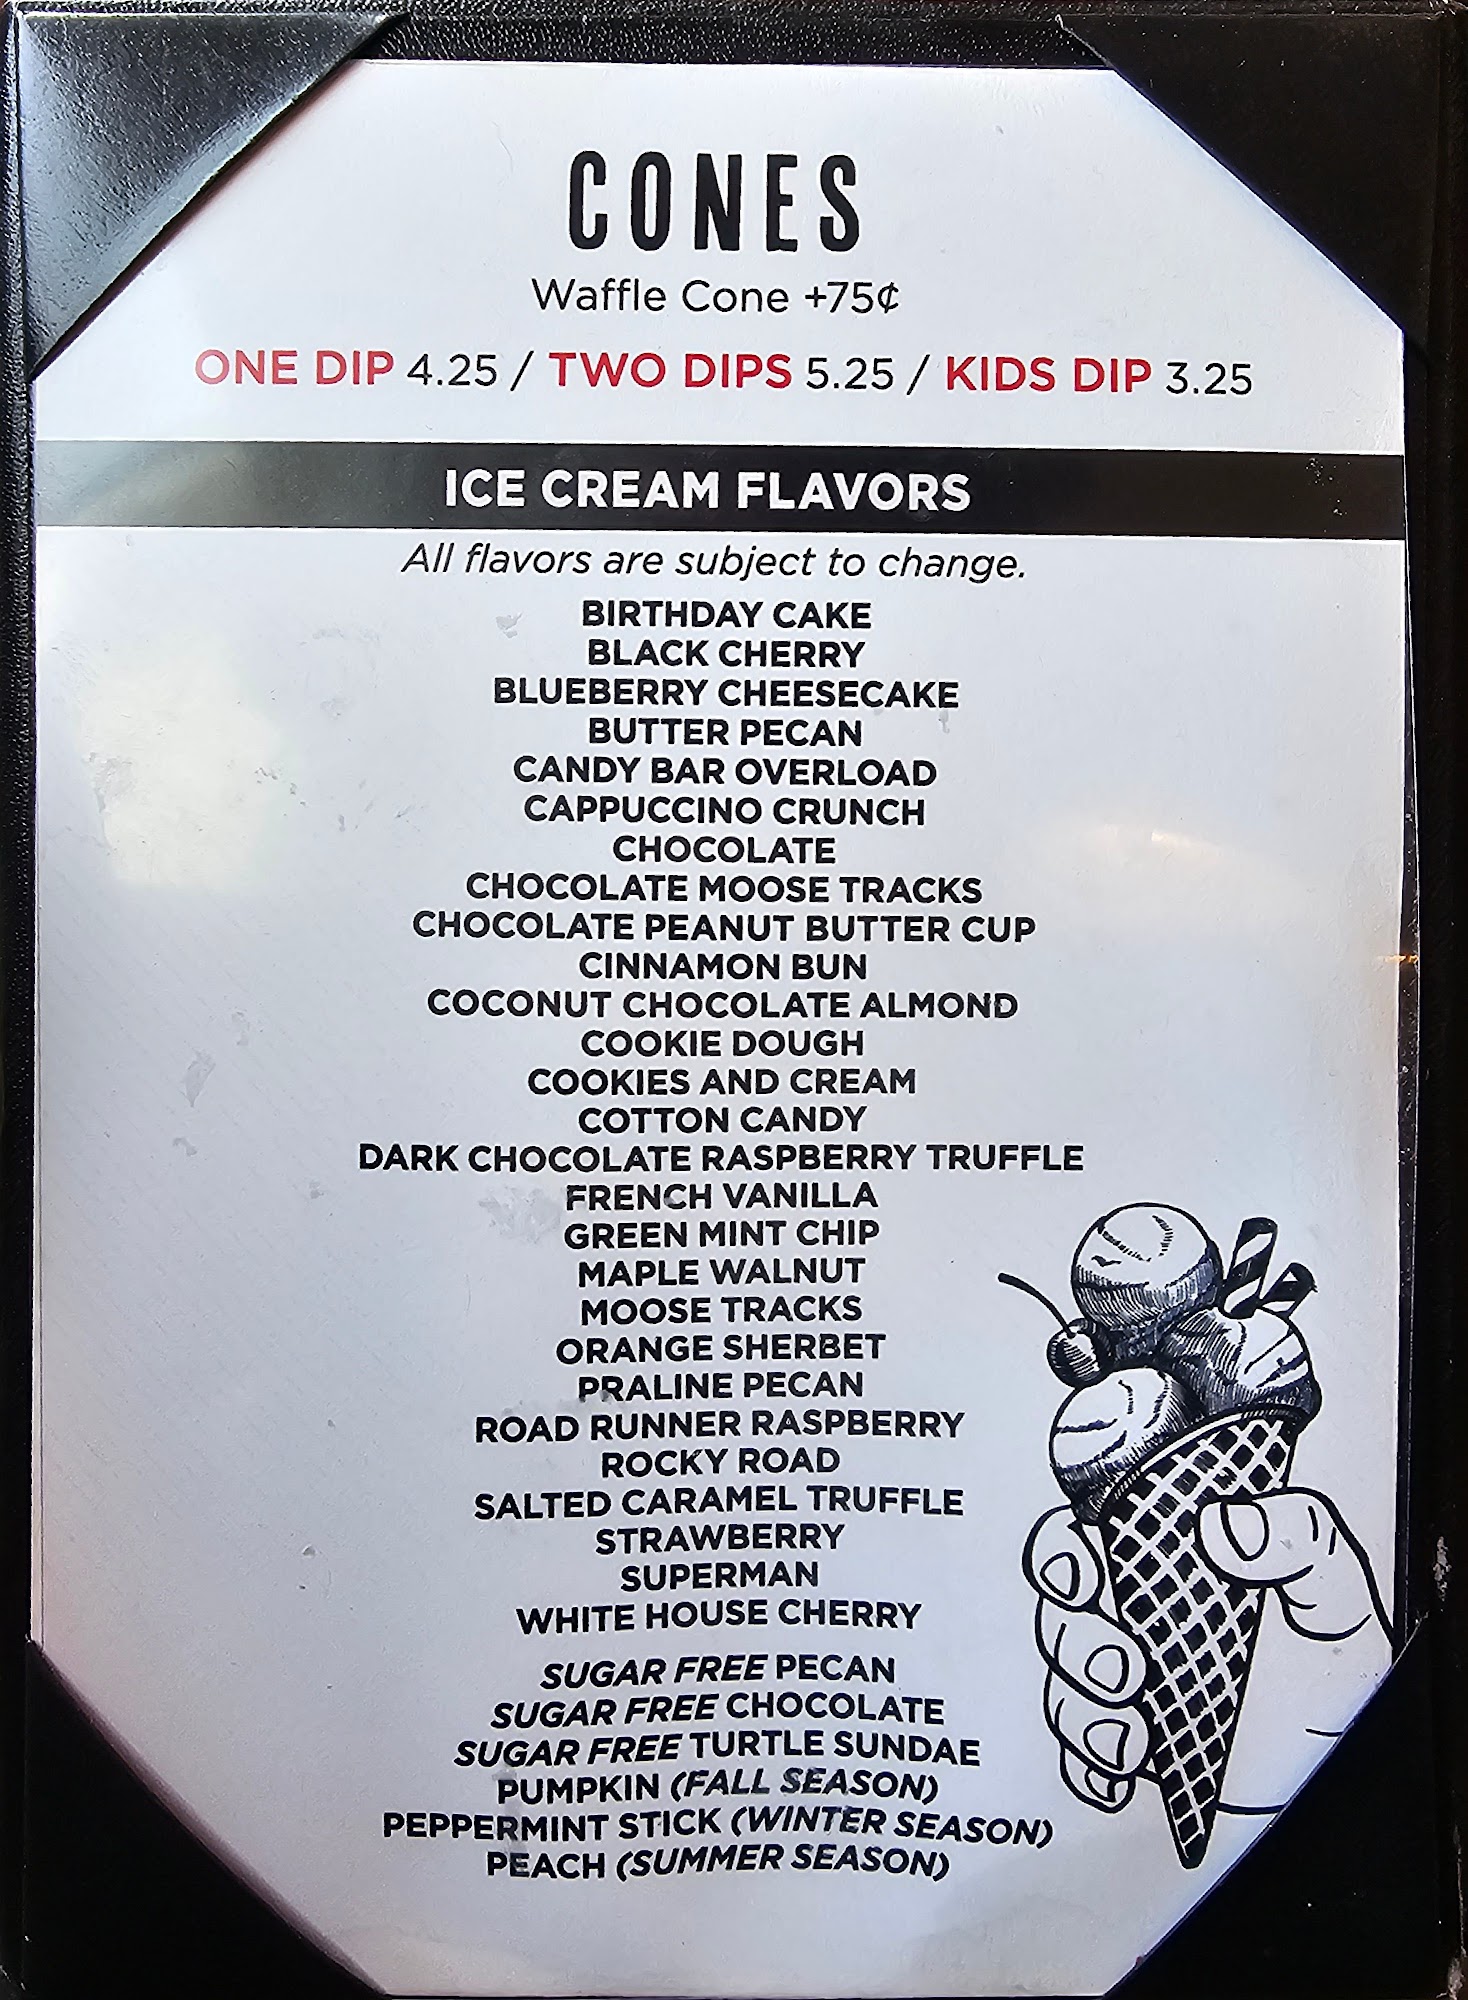 CONES
Waffle Cone +75¢
ONE DIP 4.25 / TWO DIPS 5.25 / KIDS DIP 3.25
ICE CREAM FLAVORS
All flavors are subject to change.
BIRTHDAY CAKE
BLACK CHERRY
BLUEBERRY CHEESECAKE
BUTTER PECAN
CANDY BAR OVERLOAD
CAPPUCCINO CRUNCH
CHOCOLATE
CHOCOLATE MOOSE TRACKS
CHOCOLATE PEANUT BUTTER CUP
CINNAMON BUN
COCONUT CHOCOLATE ALMOND
COOKIE DOUGH
COOKIES AND CREAM
COTTON CANDY
DARK CHOCOLATE RASPBERRY TRUFFLE
FRENCH VANILLA
GREEN MINT CHIP
MAPLE WALNUT
MOOSE TRACKS
ORANGE SHERBET
PRALINE PECAN
ROAD RUNNER RASPBERRY
ROCKY ROAD
SALTED CARAMEL TRUFFLE
STRAWBERRY
SUPERMAN
WHITE HOUSE CHERRY
SUGAR FREE PECAN
SUGAR FREE CHOCOLATE
SUGAR FREE TURTLE SUNDAE
PUMPKIN (FALL SEASON)
PEPPERMINT STICK (WINTER SEASON)
PEACH (SUMMER SEASON)